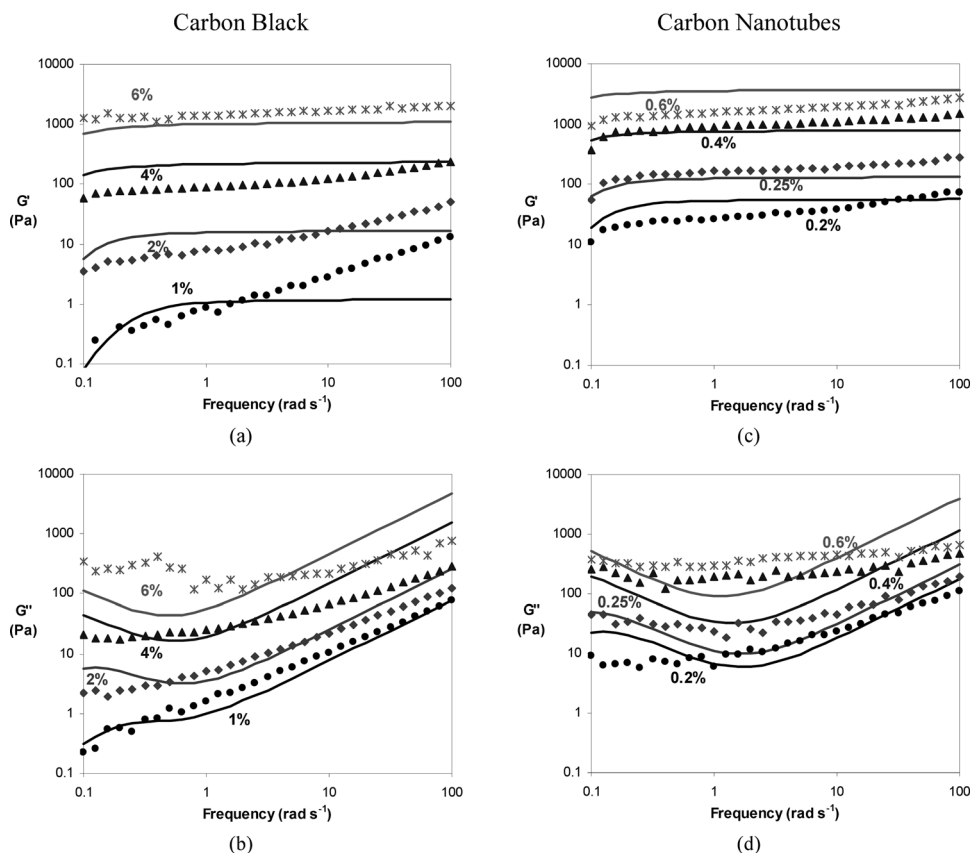 Carbon Black
Carbon Nanotubes
10000
1000
100
10
1
0.1
G'
(Pa)
6%
4%
2%
1%
0.1 1 10 100
Frequency (rad s⁻¹)
(a)
10000
1000
100
10
1
0.1
G'
(Pa)
0.6%
0.4%
0.25%
0.2%
0.1 1 10 100
Frequency (rad s⁻¹)
(c)
10000
1000
100
10
1
0.1
G''
(Pa)
6%
4%
2%
1%
0.1 1 10 100
Frequency (rad s⁻¹)
(b)
10000
1000
100
10
1
0.1
G''
(Pa)
0.6%
0.4%
0.25%
0.2%
0.1 1 10 100
Frequency (rad s⁻¹)
(d)